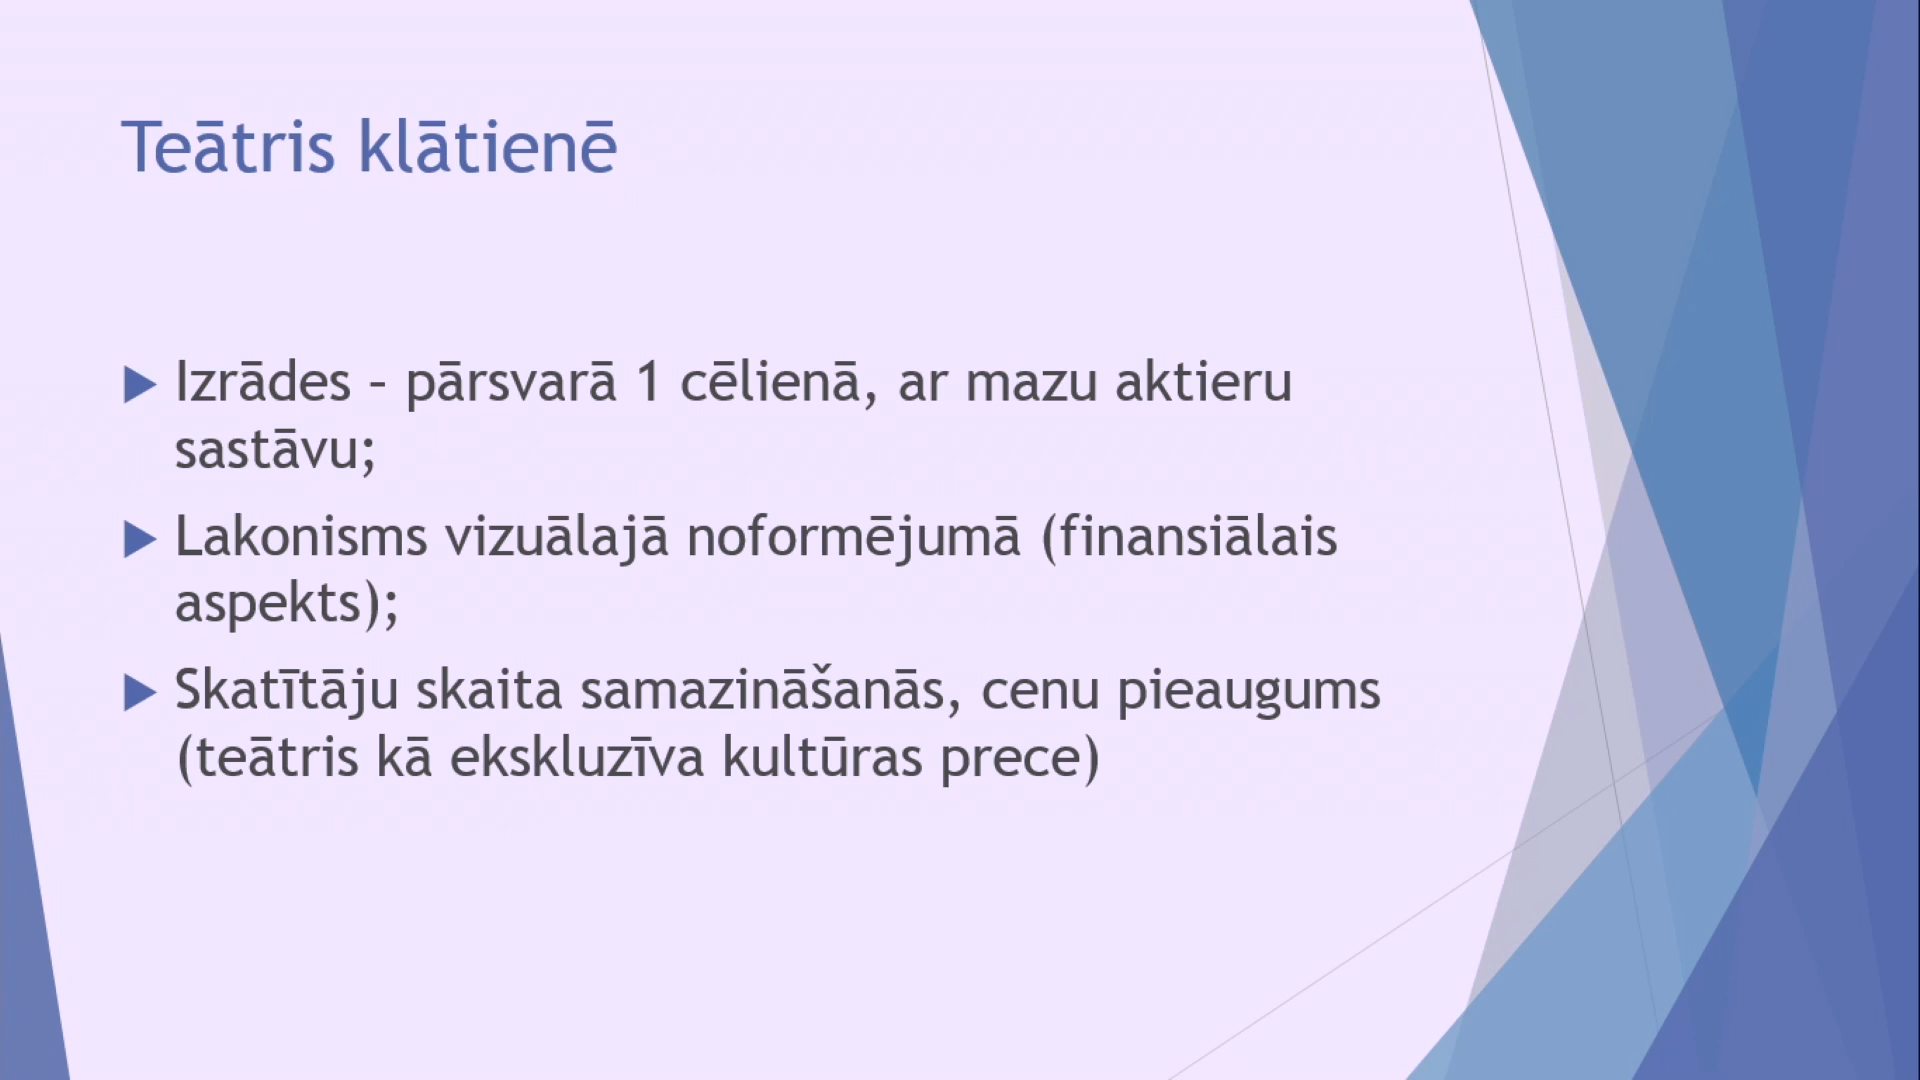 Teātris klātienē
Izrādes – pārsvarā 1 cēlienā, ar mazu aktieru
sastāvu;
Lakonisms vizuālajā noformējumā (finansiālais
aspekts);
Skatītāju skaita samazināšanās, cenu pieaugums
(teātris kā ekskluzīva kultūras prece)